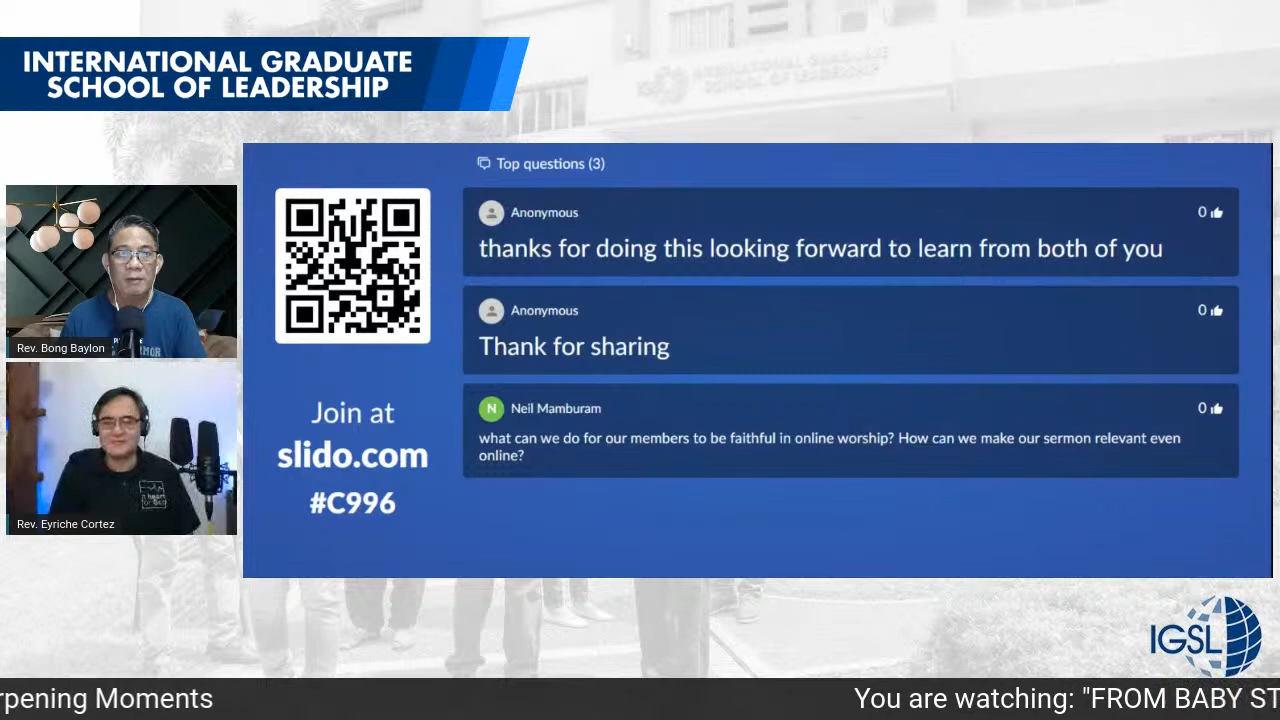 INTERNATIONAL GRADUATE
SCHOOL OF LEADERSHIP
Top questions (3)
Anonymous
0
thanks for doing this looking forward to learn from both of you
Anonymous
0
Thank for sharing
N
Neil Mamburam
0
what can we do for our members to be faithful in online worship? How can we make our sermon relevant even
online?
Join at
slido.com
#C996
Rev. Bong Baylon
a heart
for God
Rev. Eyriche Cortez
IGSL
rpening Moments
You are watching: "FROM BABY ST